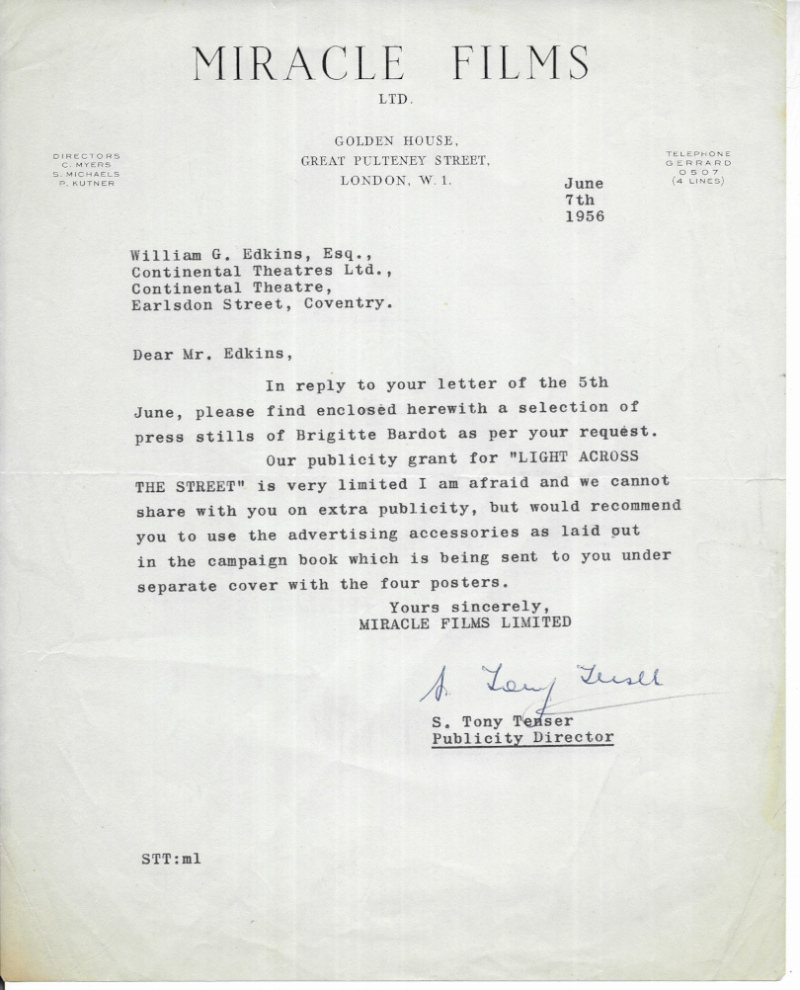 MIRACLE FILMS
LTD.
GOLDEN HOUSE,
GREAT PULTENEY STREET,
LONDON, W. 1.
DIRECTORS
C. MYERS
S. MICHAELS
P. KUTNER
TELEPHONE
GERRARD
0507
(4 LINES)
June
7th
1956
William G. Edkins, Esq.,
Continental Theatres Ltd.,
Continental Theatre,
Earlsdon Street, Coventry.
Dear Mr. Edkins,
In reply to your letter of the 5th
June, please find enclosed herewith a selection of
press stills of Brigitte Bardot as per your request.
Our publicity grant for "LIGHT ACROSS
THE STREET" is very limited I am afraid and we cannot
share with you on extra publicity, but would recommend
you to use the advertising accessories as laid out
in the campaign book which is being sent to you under
separate cover with the four posters.
Yours sincerely,
MIRACLE FILMS LIMITED
S. Tony Tenser
S. Tony Tenser
Publicity Director
STT:ml